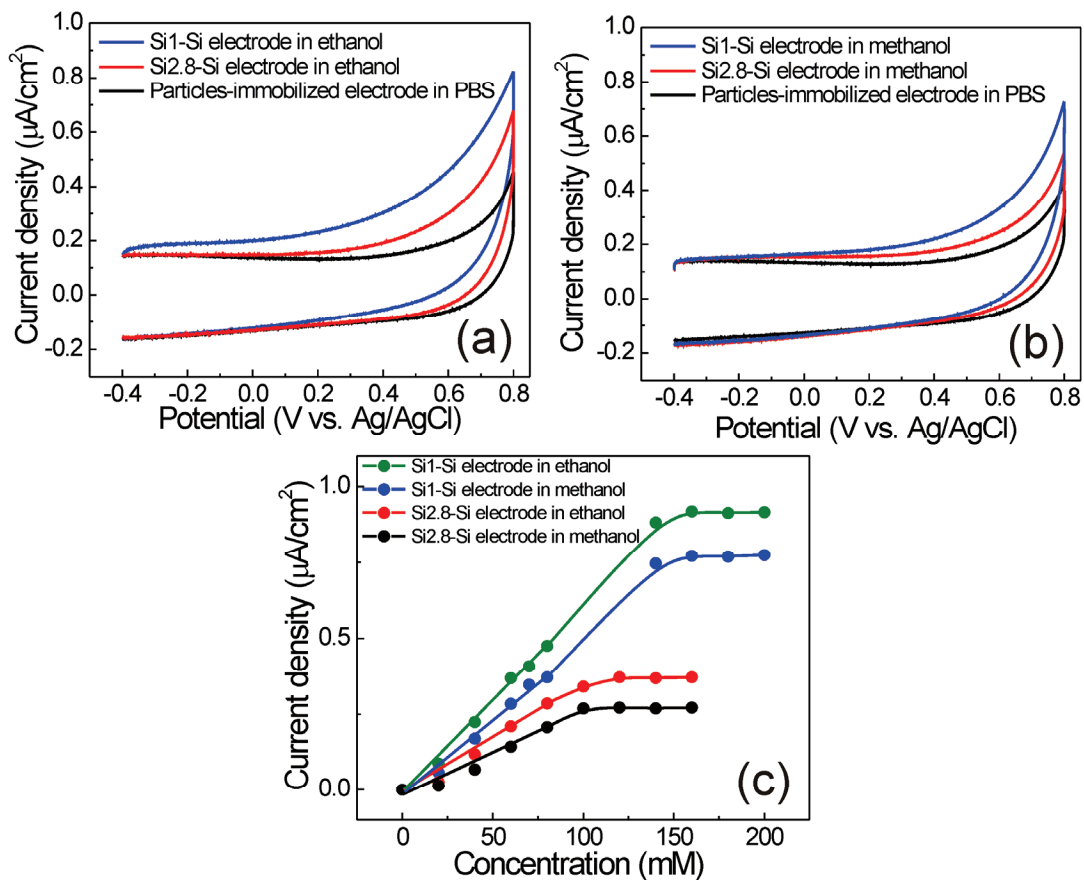 1.0
0.8
0.6
0.4
0.2
0.0
-0.2
Current density (μA/cm²)
Si1-Si electrode in ethanol
Si2.8-Si electrode in ethanol
Particles-immobilized electrode in PBS
(a)
-0.4 -0.2 0.0 0.2 0.4 0.6 0.8
Potential (V vs. Ag/AgCl)
1.0
0.8
0.6
0.4
0.2
0.0
-0.2
Current density (μA/cm²)
Si1-Si electrode in methanol
Si2.8-Si electrode in methanol
Particles-immobilized electrode in PBS
(b)
-0.4 -0.2 0.0 0.2 0.4 0.6 0.8
Potential (V vs. Ag/AgCl)
1.0
0.5
0.0
Current density (μA/cm²)
Si1-Si electrode in ethanol
Si1-Si electrode in methanol
Si2.8-Si electrode in ethanol
Si2.8-Si electrode in methanol
(c)
0 50 100 150 200
Concentration (mM)